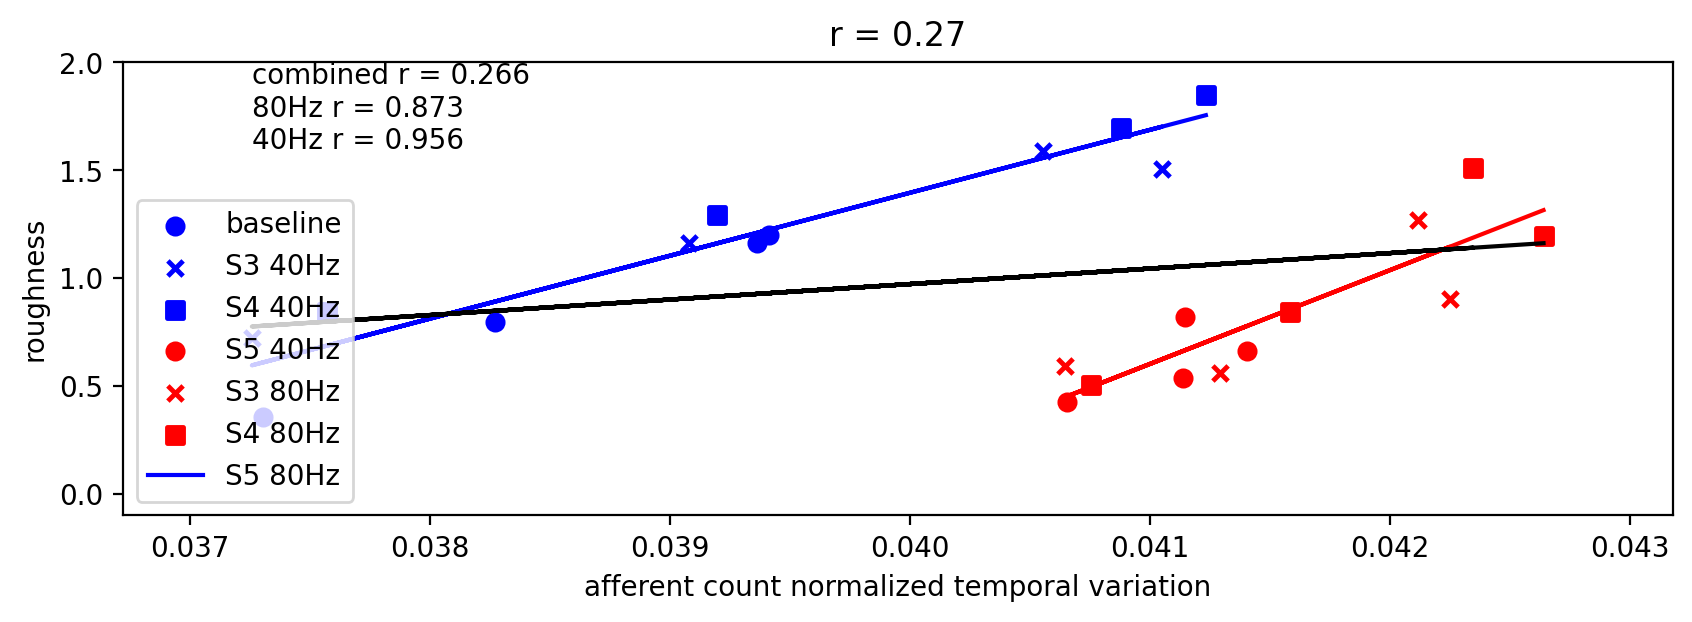 r = 0.27
combined r = 0.266
80Hz r = 0.873
40Hz r = 0.956
baseline
S3 40Hz
S4 40Hz
S5 40Hz
S3 80Hz
S4 80Hz
S5 80Hz
roughness
2.0
1.5
1.0
0.5
0.0
0.037 0.038 0.039 0.040 0.041 0.042 0.043
afferent count normalized temporal variation